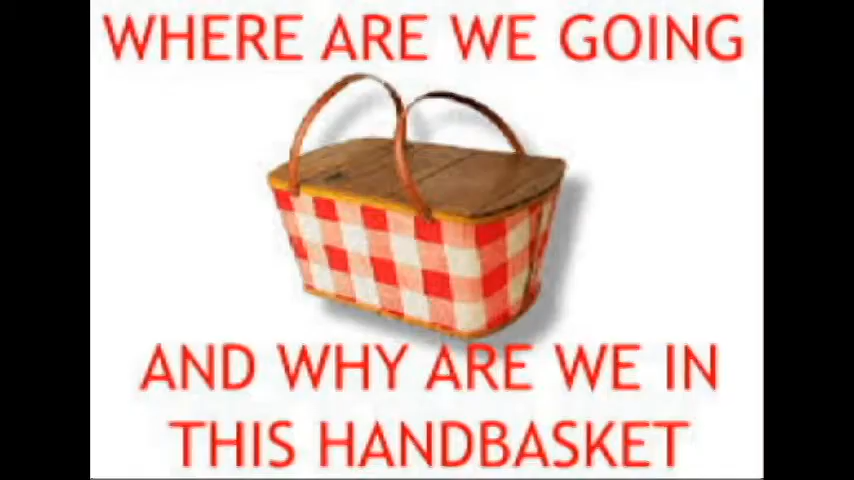 WHERE ARE WE GOING
AND WHY ARE WE IN
THIS HANDBASKET